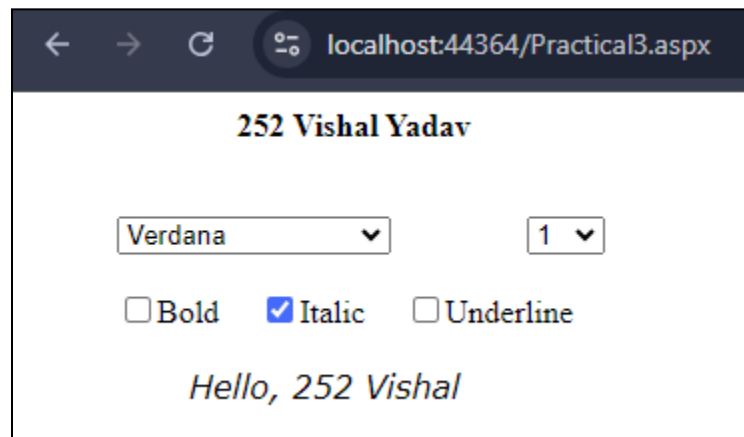 localhost:44364/Practical3.aspx
252 Vishal Yadav
Verdana 1
Bold Italic Underline
Hello, 252 Vishal